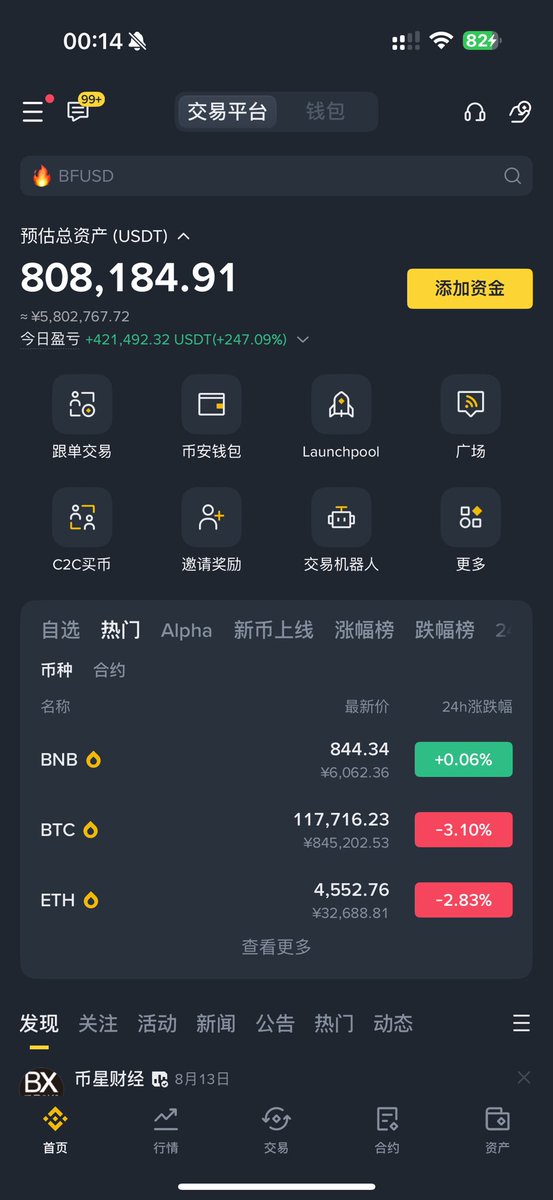 00:14
82
99+
交易平台 钱包
BFUSD
预估总资产 (USDT)
808,184.91
添加资金
≈ ¥5,802,767.72
今日盈亏 +421,492.32 USDT(+247.09%)
跟单交易 币安钱包 Launchpool 广场
C2C买币 邀请奖励 交易机器人 更多
自选 热门 Alpha 新币上线 涨幅榜 跌幅榜
币种 合约
名称 最新价 24h涨跌幅
BNB 844.34 +0.06%
¥6,062.36
BTC 117,716.23 -3.10%
¥845,202.53
ETH 4,552.76 -2.83%
¥32,688.81
查看更多
发现 关注 活动 新闻 公告 热门 动态
BX 币星财经 8月13日
首页 行情 交易 合约 资产